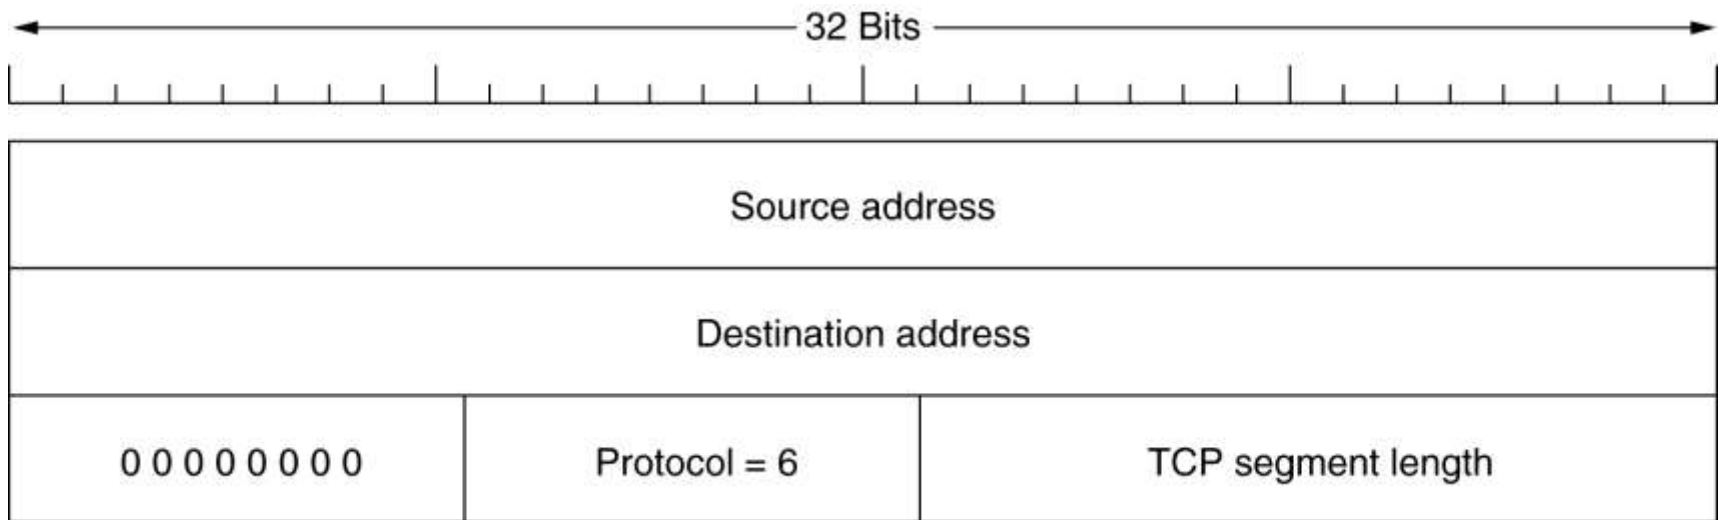 32 Bits
Source address
Destination address
0 0 0 0 0 0 0 0 Protocol = 6 TCP segment length